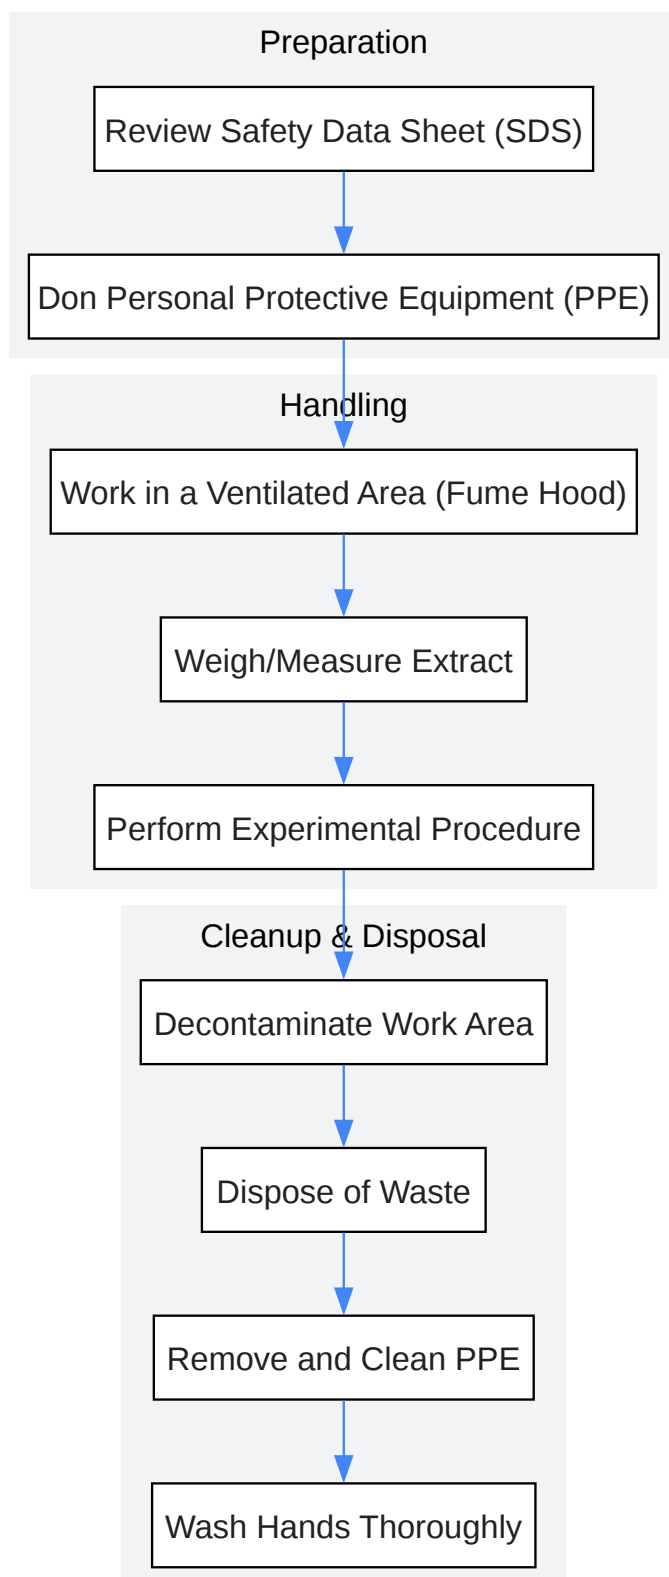 Preparation
Review Safety Data Sheet (SDS)
Don Personal Protective Equipment (PPE)
Handling
Work in a Ventilated Area (Fume Hood)
Weigh/Measure Extract
Perform Experimental Procedure
Cleanup & Disposal
Decontaminate Work Area
Dispose of Waste
Remove and Clean PPE
Wash Hands Thoroughly